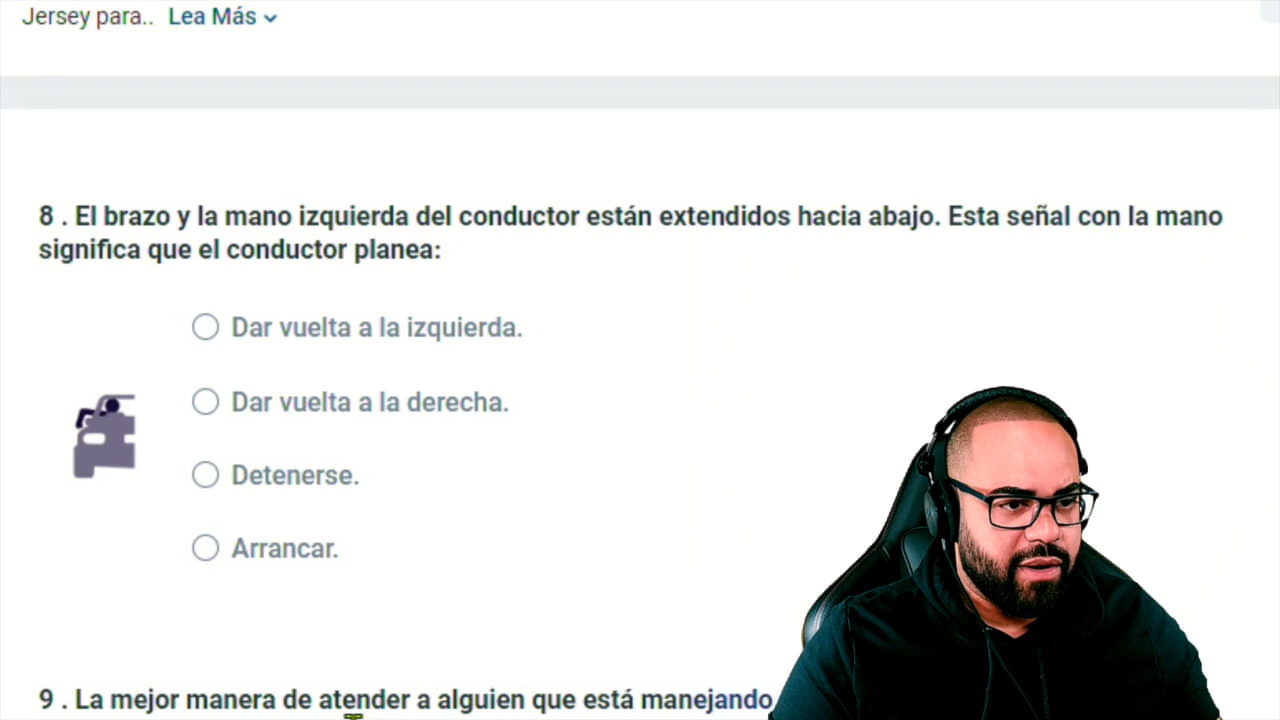 Jersey para.. Lea Más
8 . El brazo y la mano izquierda del conductor están extendidos hacia abajo. Esta señal con la mano
significa que el conductor planea:
Dar vuelta a la izquierda.
Dar vuelta a la derecha.
Detenerse.
Arrancar.
9 . La mejor manera de atender a alguien que está manejando